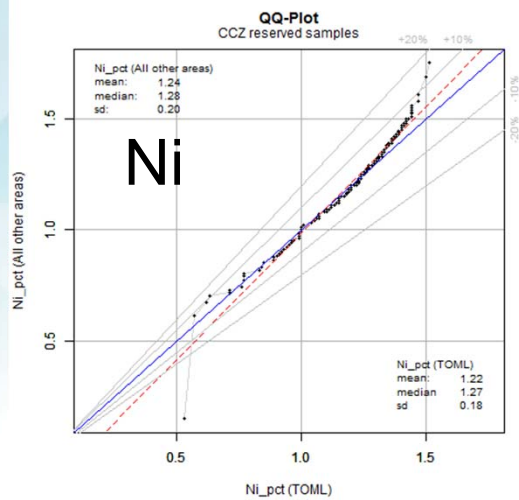 QQ-Plot
CCZ reserved samples
+20% +10%
Ni_pct (All other areas)
mean: 1.24
median: 1.28
sd: 0.20
Ni
-10%
-20%
1.5
1.0
0.5
Ni_pct (All other areas)
Ni_pct (TOML)
mean: 1.22
median 1.27
sd 0.18
0.5 1.0 1.5
Ni_pct (TOML)